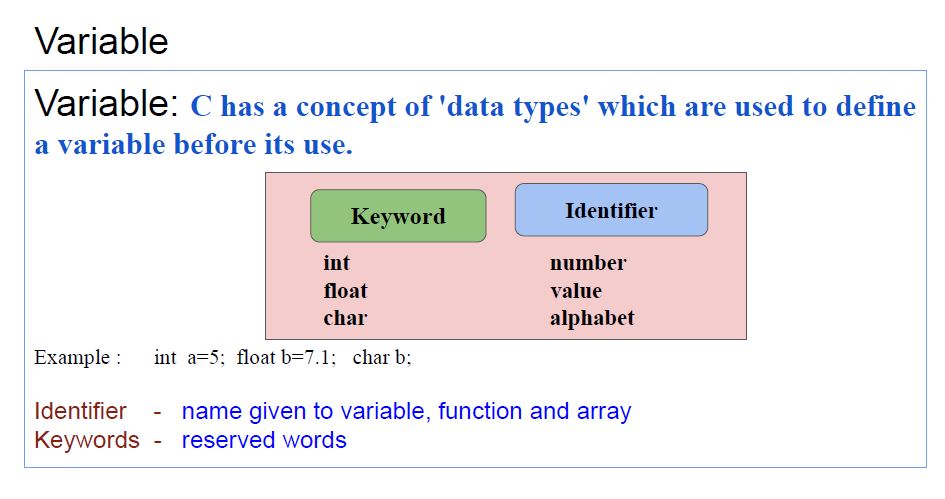 Variable
Variable: C has a concept of 'data types' which are used to define
a variable before its use.
Keyword Identifier
int number
float value
char alphabet
Example : int a=5; float b=7.1; char b;
Identifier - name given to variable, function and array
Keywords - reserved words